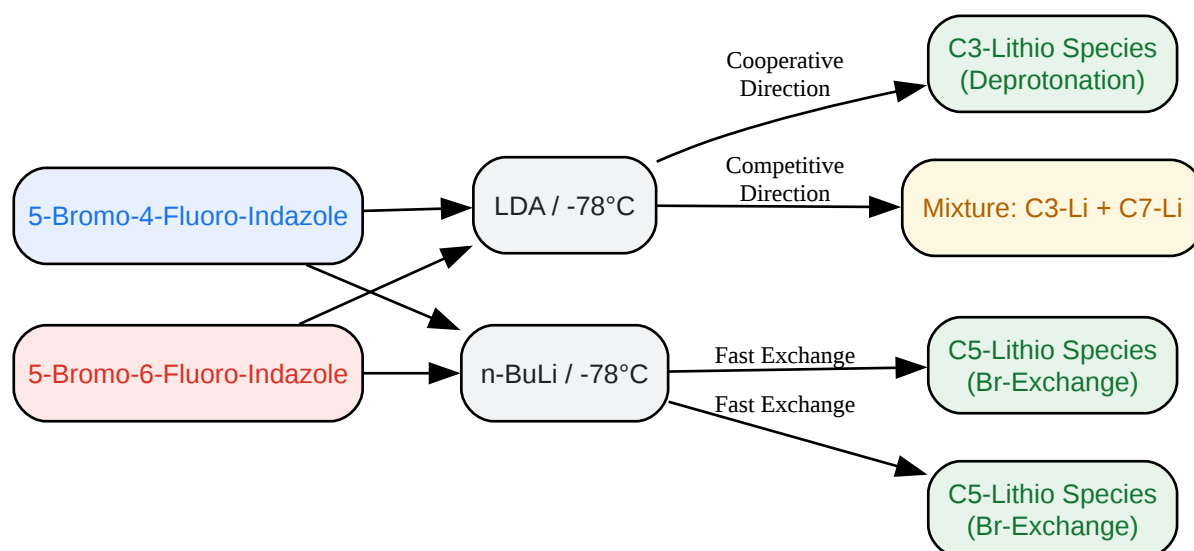 5-Bromo-4-Fluoro-Indazole
5-Bromo-6-Fluoro-Indazole
LDA / -78°C
n-BuLi / -78°C
Cooperative
Direction
Competitive
Direction
Fast Exchange
Fast Exchange
C3-Lithio Species
(Deprotonation)
Mixture: C3-Li + C7-Li
C5-Lithio Species
(Br-Exchange)
C5-Lithio Species
(Br-Exchange)